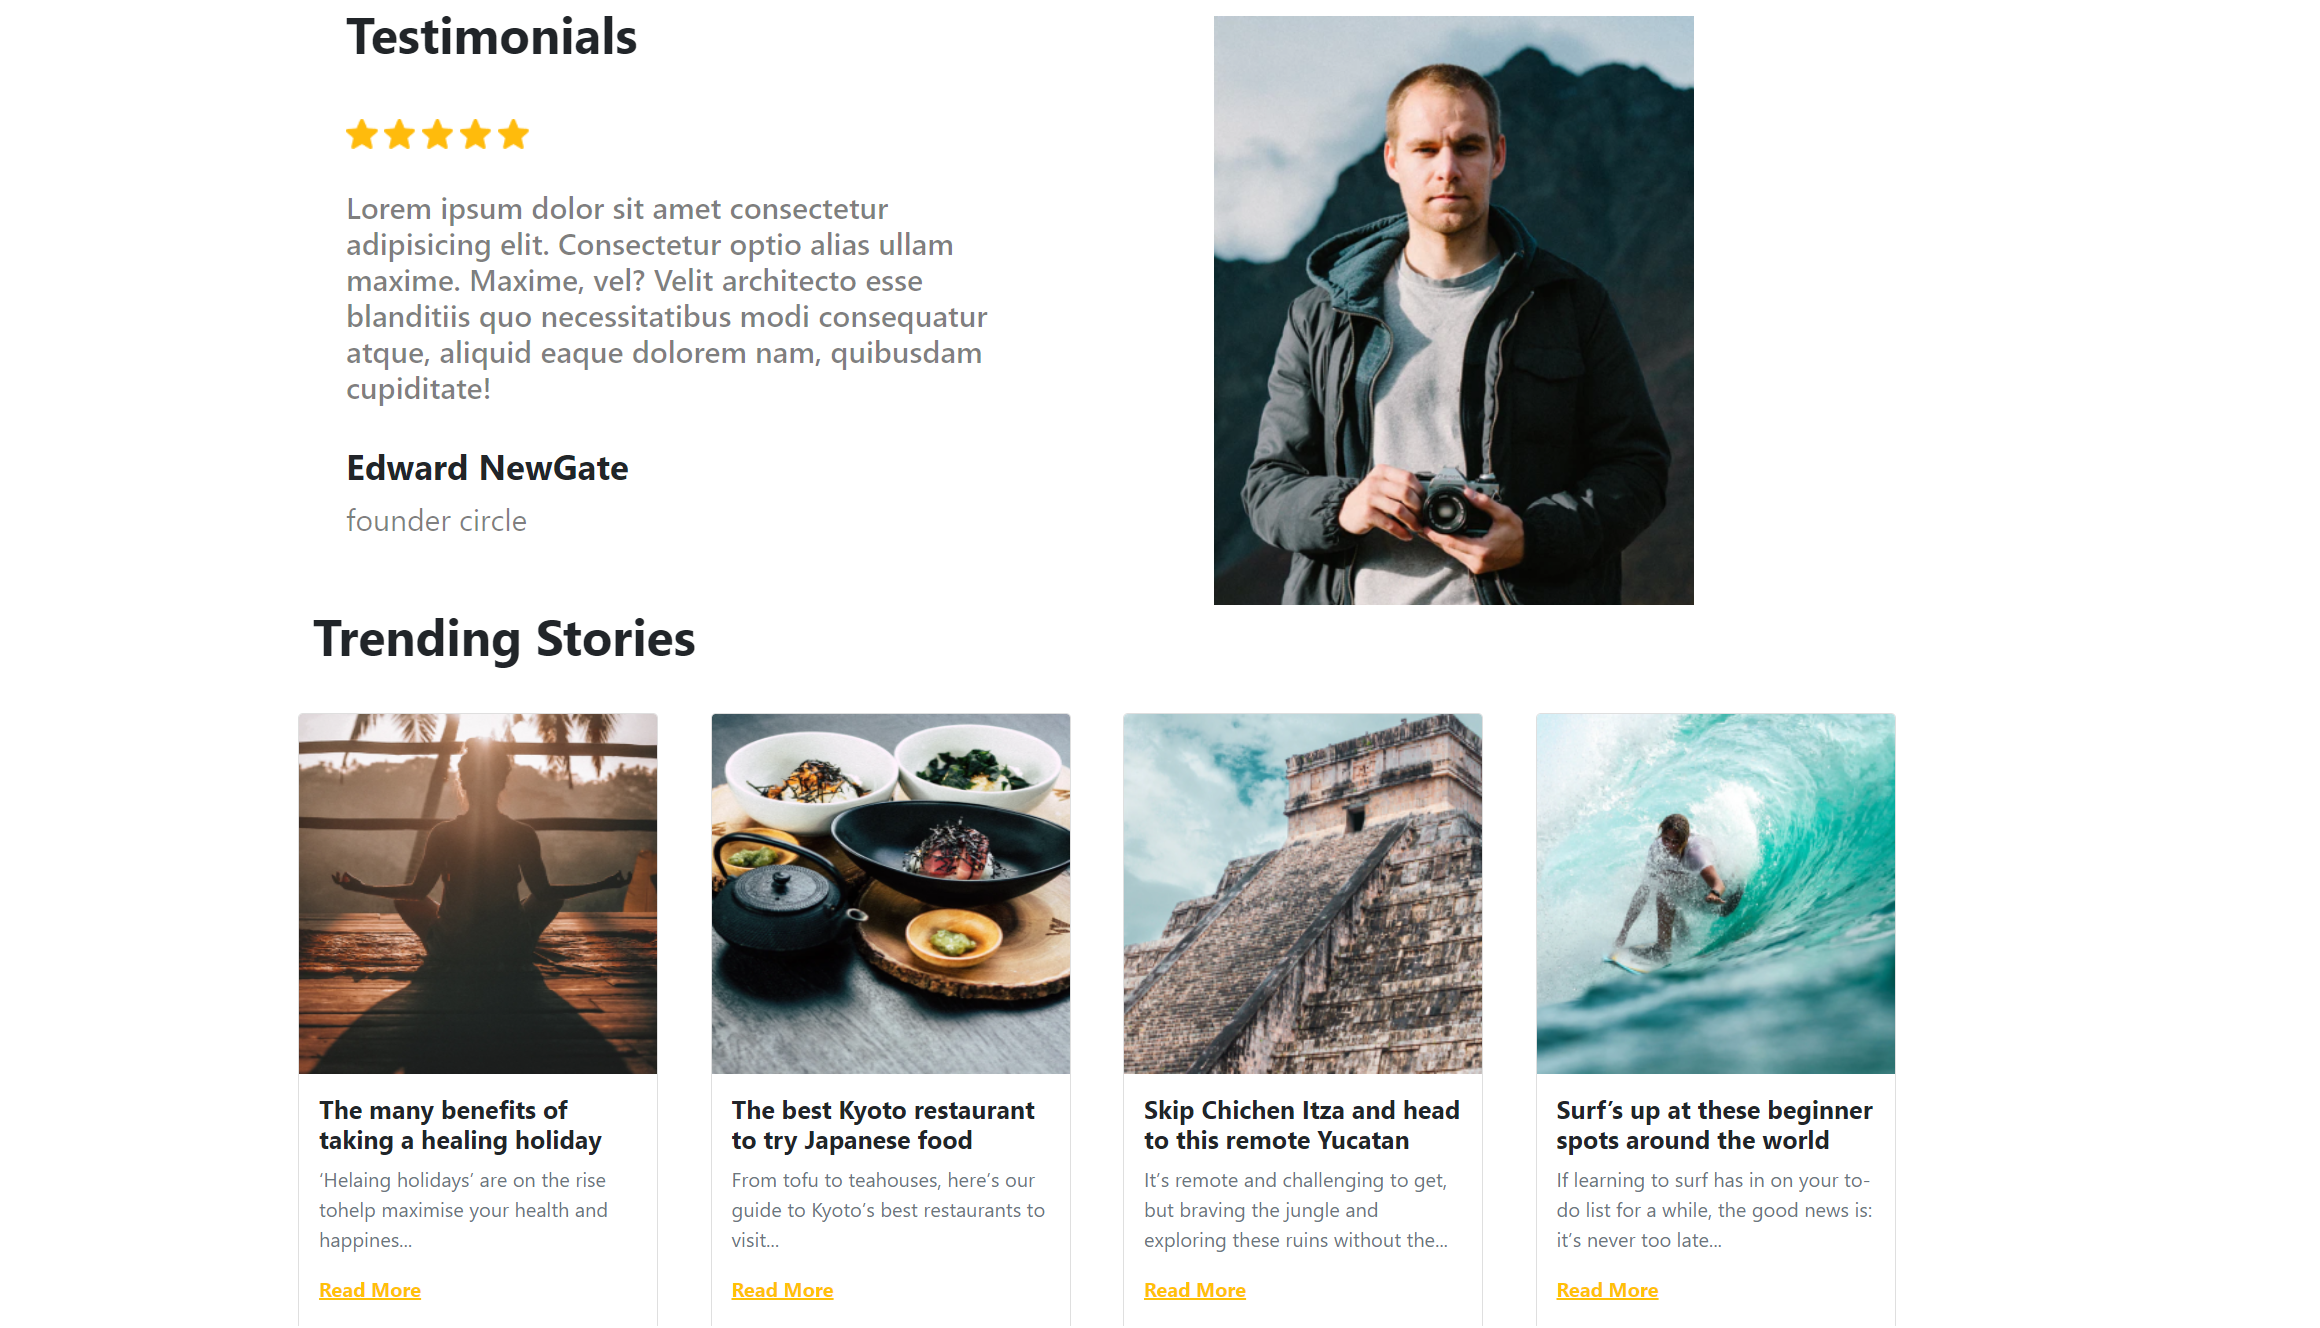 Testimonials
Lorem ipsum dolor sit amet consectetur
adipisicing elit. Consectetur optio alias ullam
maxime. Maxime, vel? Velit architecto esse
blanditiis quo necessitatibus modi consequatur
atque, aliquid eaque dolorem nam, quibusdam
cupiditate!
Edward NewGate
founder circle
Trending Stories
The many benefits of
taking a healing holiday
‘Helaing holidays’ are on the rise
tohelp maximise your health and
happines...
Read More
The best Kyoto restaurant
to try Japanese food
From tofu to teahouses, here’s our
guide to Kyoto’s best restaurants to
visit...
Read More
Skip Chichen Itza and head
to this remote Yucatan
It’s remote and challenging to get,
but braving the jungle and
exploring these ruins without the...
Read More
Surf’s up at these beginner
spots around the world
If learning to surf has in on your to-
do list for a while, the good news is:
it’s never too late...
Read More